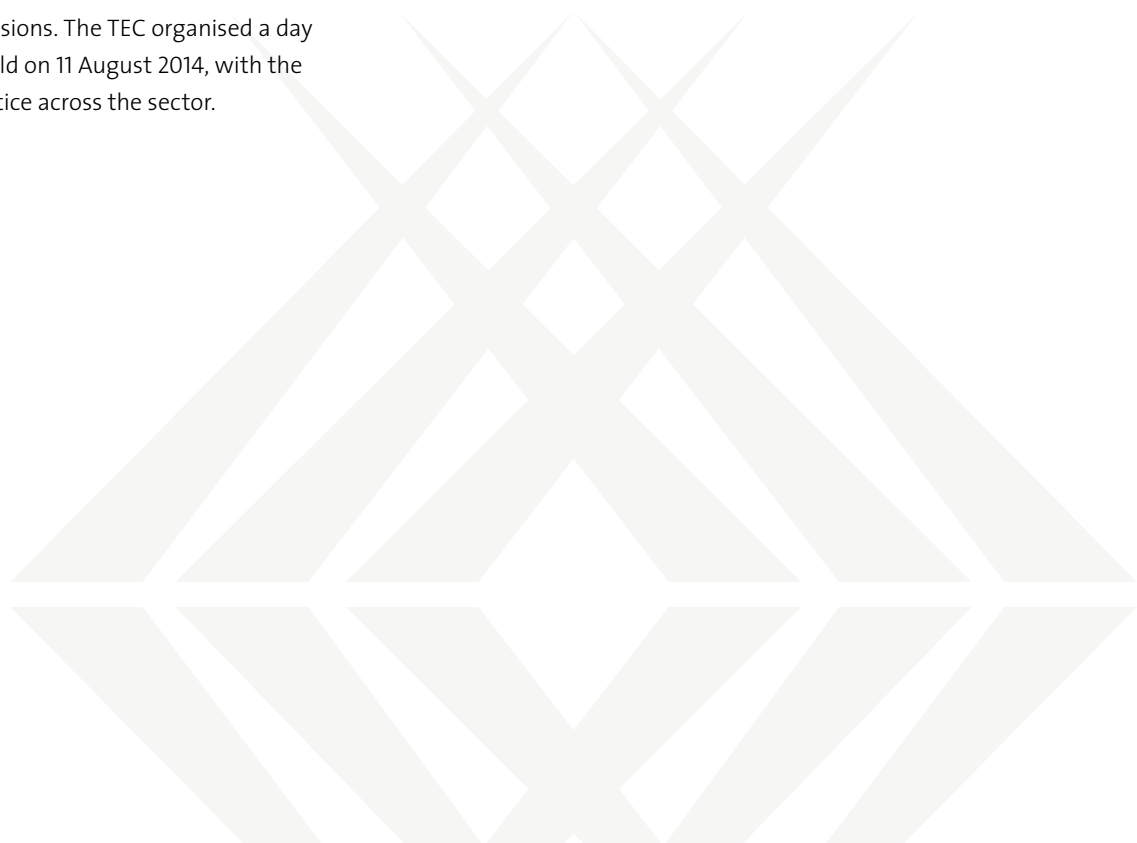 sions. The TEC organised a day
ld on 11 August 2014, with the
tice across the sector.